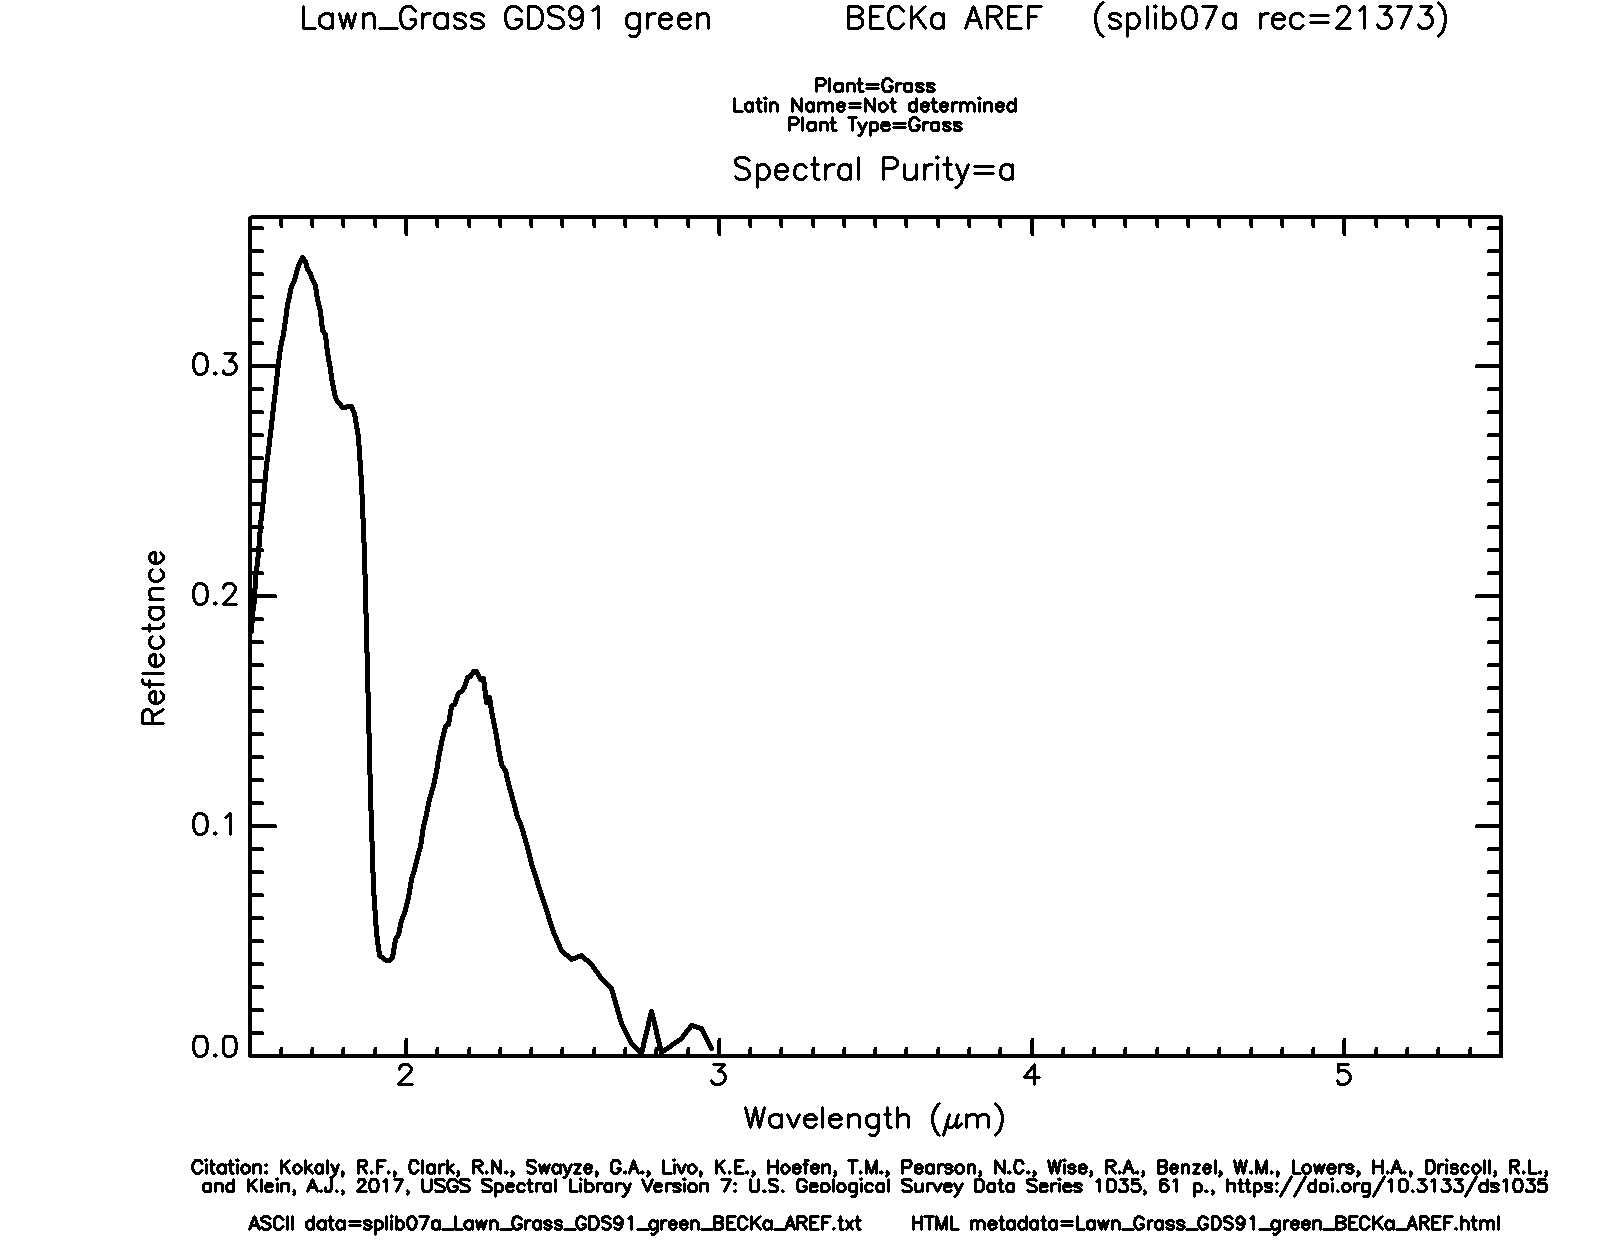 Lawn_Grass GDS91 green BECKa AREF (splib07a rec=21373)
Plant=Grass
Latin Name=Not determined
Plant Type=Grass
Spectral Purity=a
0.3
0.2
0.1
0.0
Reflectance
2 3 4 5
Wavelength (μm)
Citation: Kokaly, R.F., Clark, R.N., Swayze, G.A., Livo, K.E., Hoefen, T.M., Pearson, N.C., Wise, R.A., Benzel, W.M., Lowers, H.A., Driscoll, R.L.,
and Klein, A.J., 2017, USGS Spectral Library Version 7: U.S. Geological Survey Data Series 1035, 61 p., https://doi.org/10.3133/ds1035
ASCII data=splib07a_Lawn_Grass_GDS91_green_BECKa_AREF.txt HTML metadata=Lawn_Grass_GDS91_green_BECKa_AREF.html